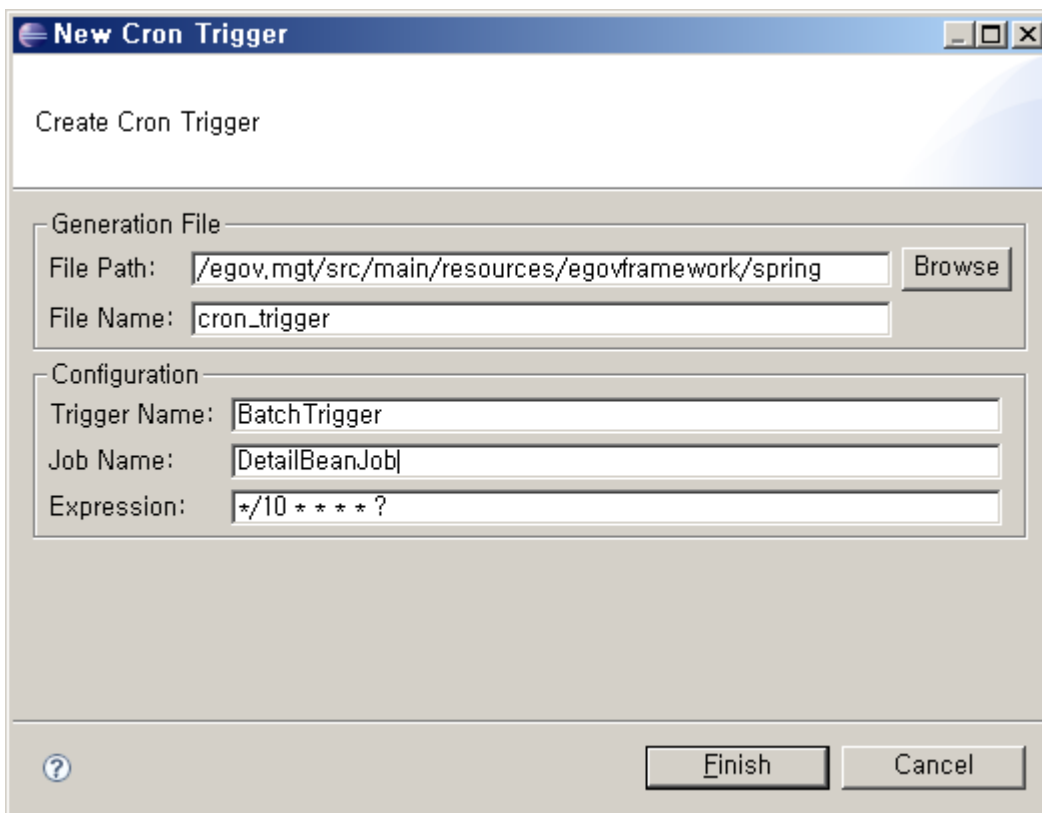 New Cron Trigger
Create Cron Trigger
Generation File
File Path: /egov.mgt/src/main/resources/egovframework/spring Browse
File Name: cron_trigger
Configuration
Trigger Name: BatchTrigger
Job Name: DetailBeanJob
Expression: */10 * * * * ?
? Finish Cancel